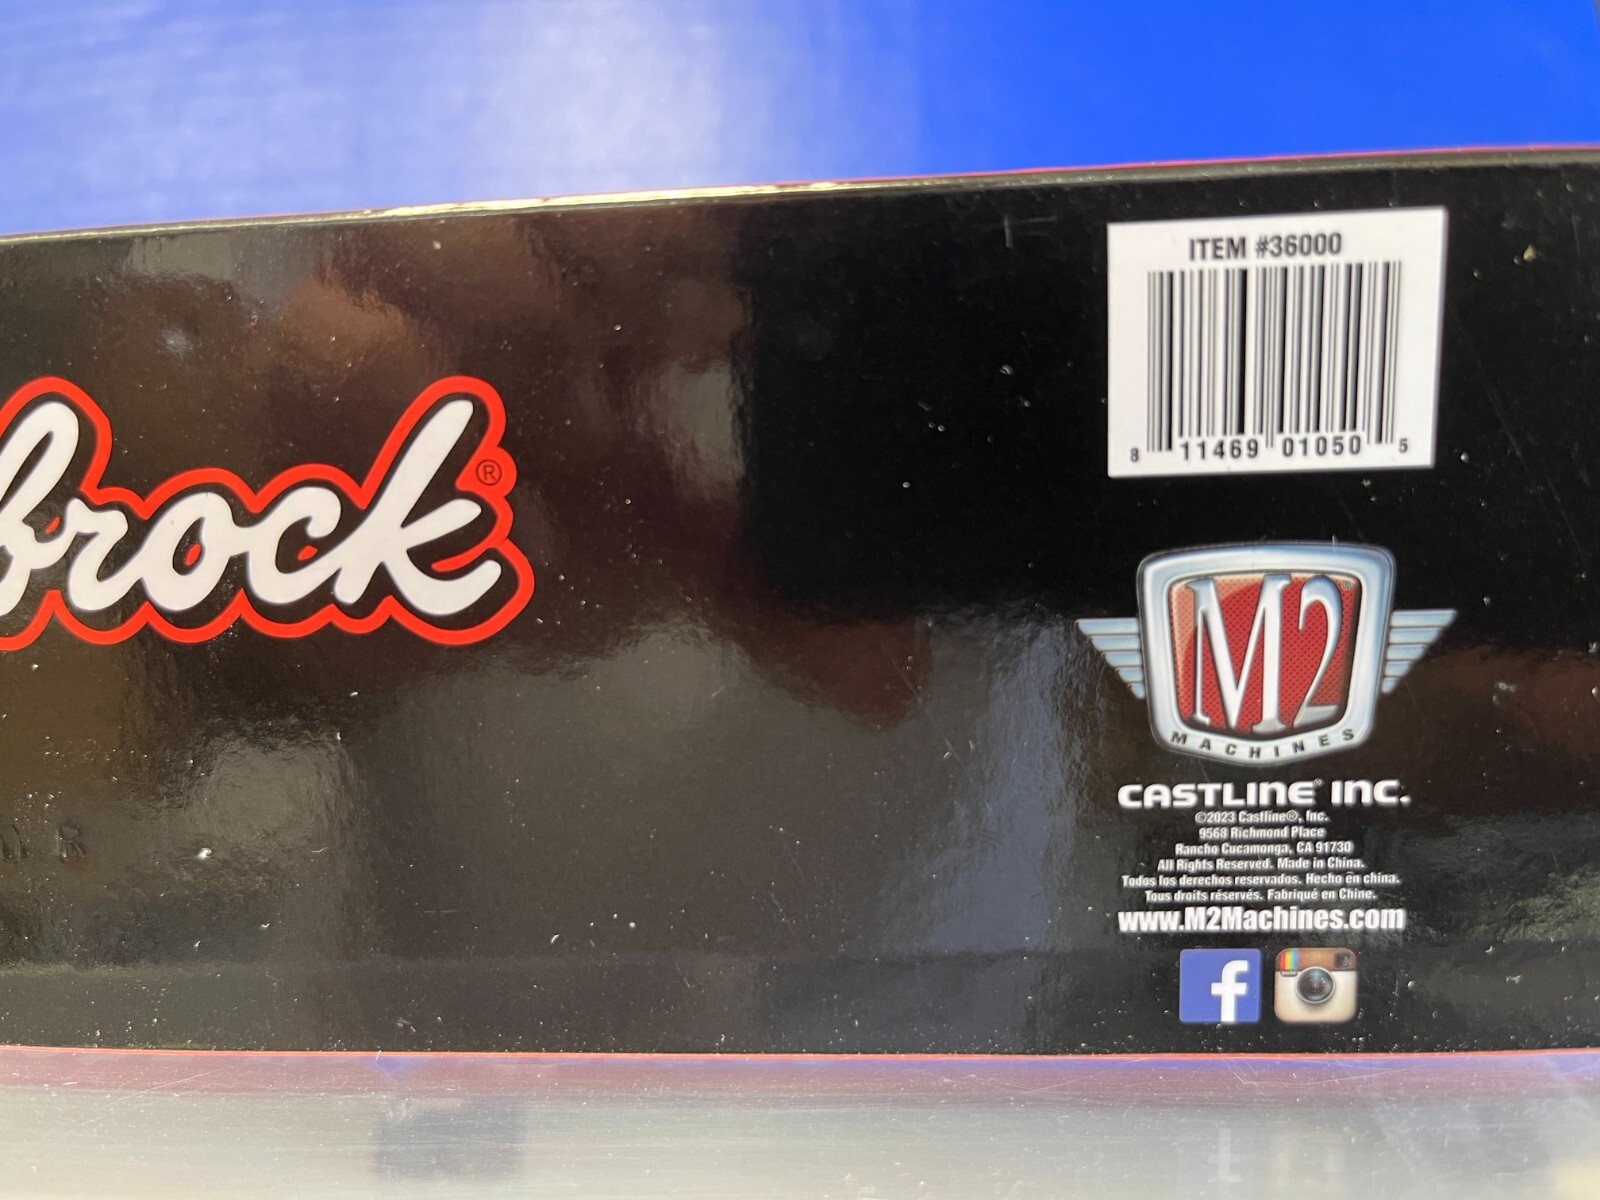 ITEM #36000
8 11469 01050 5
brock®
M2®
MACHINES
CASTLINE® INC.
©2023 Castline®, Inc.
9568 Richmond Place
Rancho Cucamonga, CA 91730
All Rights Reserved. Made in China.
Todos los derechos reservados. Hecho en china.
Tous droits réservés. Fabriqué en Chine.
www.M2Machines.com
f